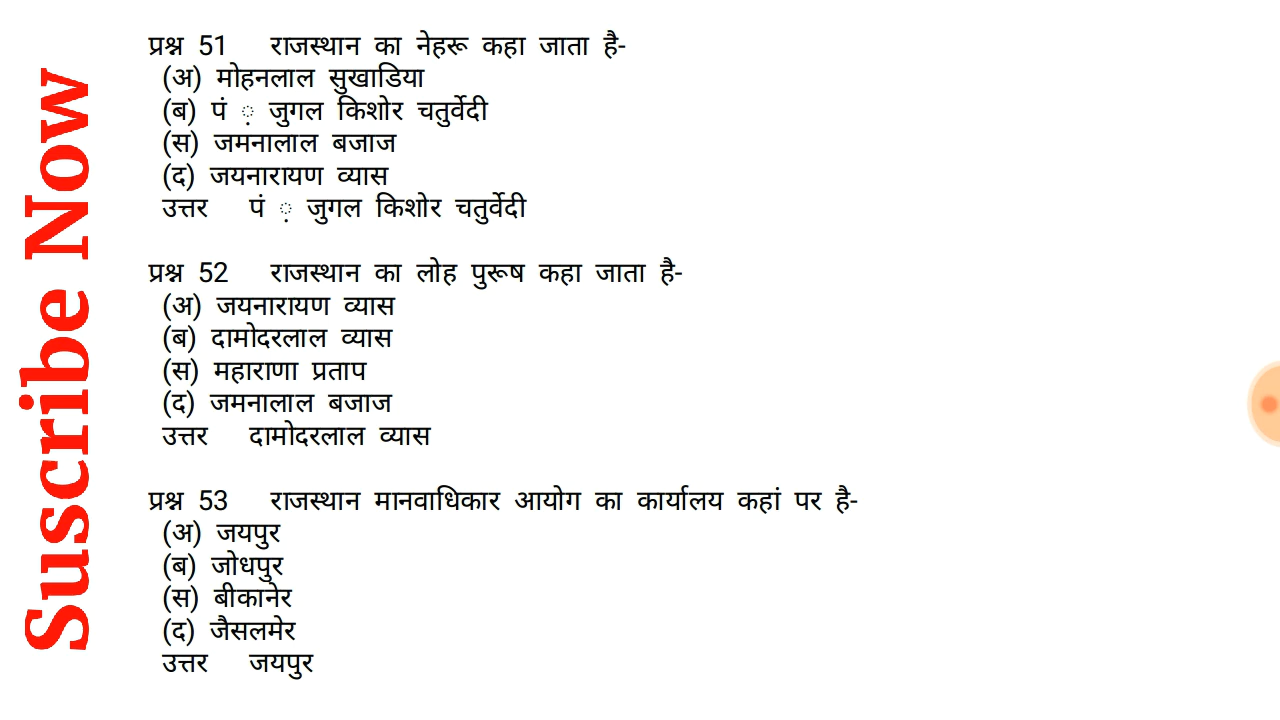 Suscribe Now
प्रश्न 51 राजस्थान का नेहरू कहा जाता है-
(अ) मोहनलाल सुखाडिया
(ब) पं ़ जुगल किशोर चतुर्वेदी
(स) जमनालाल बजाज
(द) जयनारायण व्यास
उत्तर पं ़ जुगल किशोर चतुर्वेदी
प्रश्न 52 राजस्थान का लोह पुरूष कहा जाता है-
(अ) जयनारायण व्यास
(ब) दामोदरलाल व्यास
(स) महाराणा प्रताप
(द) जमनालाल बजाज
उत्तर दामोदरलाल व्यास
प्रश्न 53 राजस्थान मानवाधिकार आयोग का कार्यालय कहां पर है-
(अ) जयपुर
(ब) जोधपुर
(स) बीकानेर
(द) जैसलमेर
उत्तर जयपुर